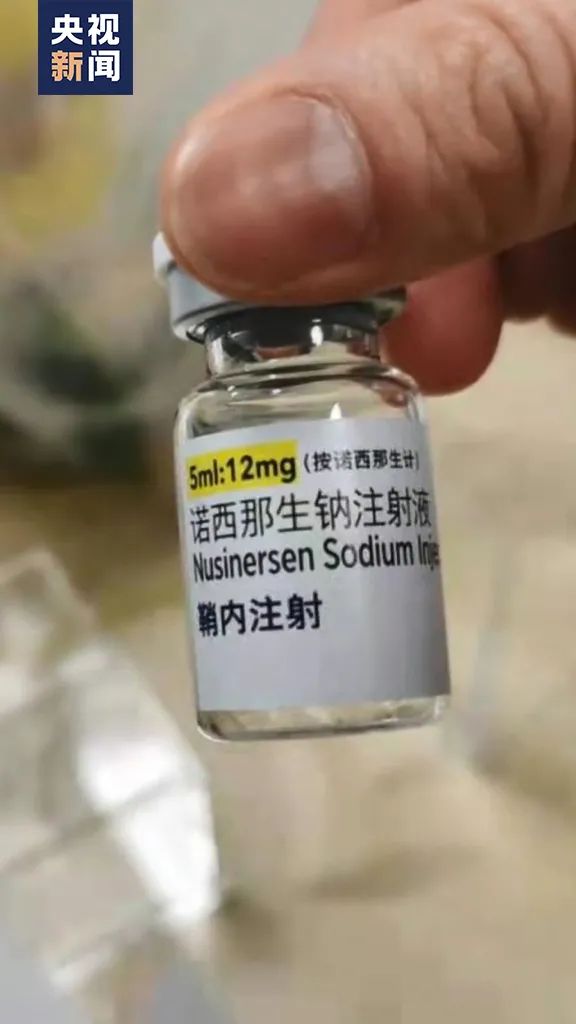 央视
新闻
5ml:12mg (按诺西那生计)
诺西那生钠注射液
Nusinersen Sodium Inje
鞘内注射